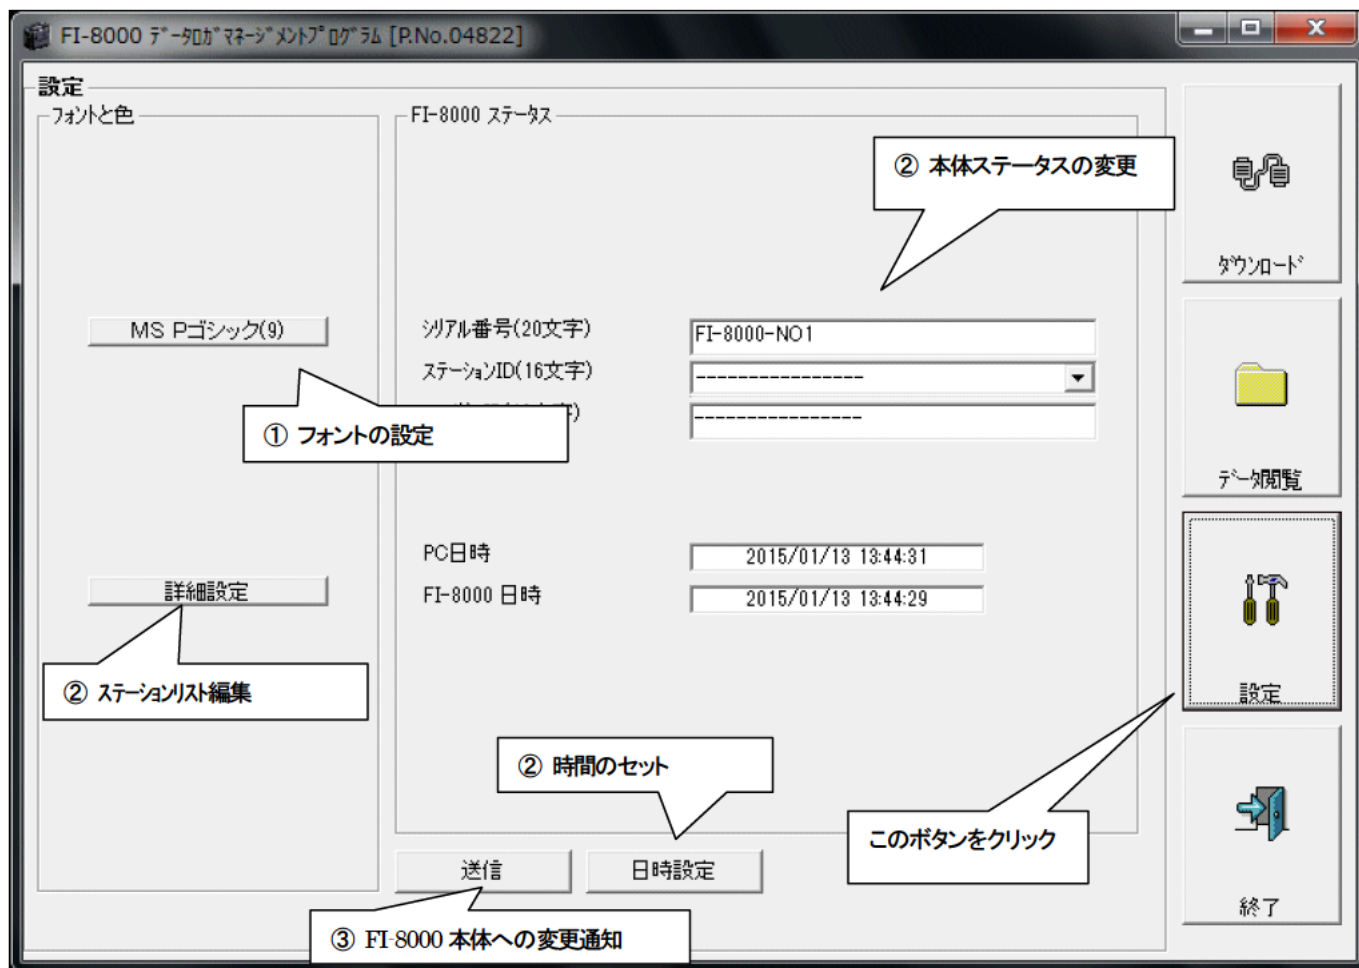 FI-8000 ﾃﾞｰﾀﾛｶﾞﾏﾈｰｼﾞﾒﾝﾄﾌﾟﾛｸﾞﾗﾑ [P.No.04822]
設定
フォントと色
FI-8000 ステータス
② 本体ステータスの変更
ﾀﾞｳﾝﾛｰﾄﾞ
MS Pゴシック(9)
シリアル番号(20文字)
FI-8000-NO1
ステーションID(16文字)
----------------
----------------
① フォントの設定
ﾃﾞｰﾀ閲覧
PC日時
2015/01/13 13:44:31
FI-8000 日時
2015/01/13 13:44:29
詳細設定
② ｽﾃｰｼｮﾝﾘｽﾄ編集
設定
② 時間のセット
このボタンをクリック
送信
日時設定
終了
③ FI-8000 本体への変更通知